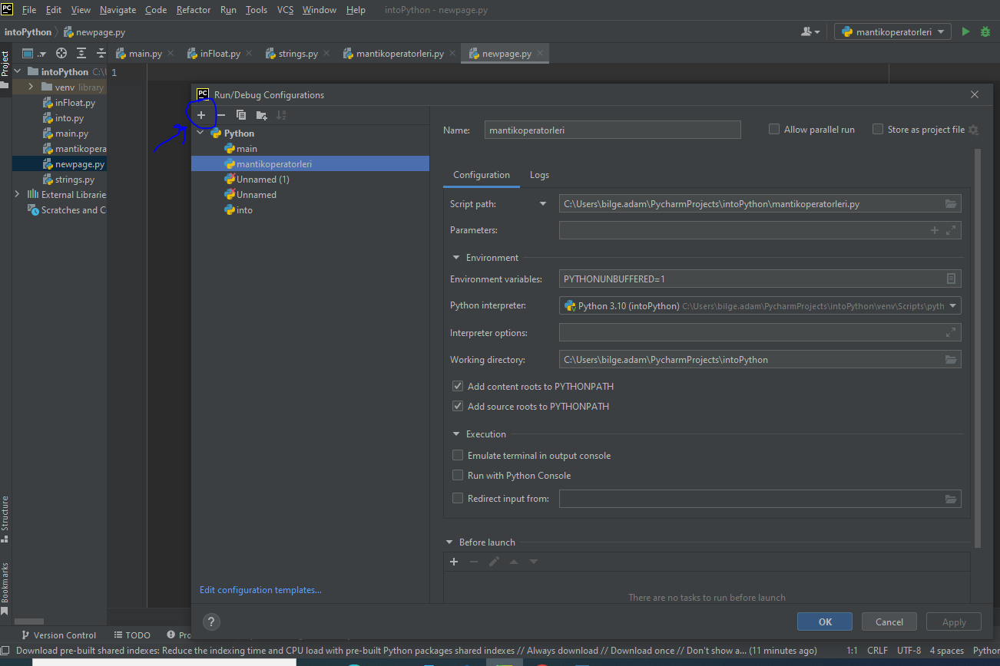 PC File Edit View Navigate Code Refactor Run Tools VCS Window Help intoPython - newpage.py
intoPython newpage.py mantikoperatorleri
Project
main.py inFloat.py strings.py mantikoperatorleri.py newpage.py
intoPython C:\
1
venv library
inFloat.py
into.py
main.py
mantikopera
newpage.py
strings.py
External Librarie
Scratches and C
PC Run/Debug Configurations
Python
main
mantikoperatorleri
Unnamed (1)
Unnamed
into
Edit configuration templates...
Name: mantikoperatorleri Allow parallel run Store as project file
Configuration Logs
Script path: C:\Users\bilge.adam\PycharmProjects\intoPython\mantikoperatorleri.py
Parameters:
Environment
Environment variables: PYTHONUNBUFFERED=1
Python interpreter: Python 3.10 (intoPython) C:\Users\bilge.adam\PycharmProjects\intoPython\venv\Scripts\pyth
Interpreter options:
Working directory: C:\Users\bilge.adam\PycharmProjects\intoPython
Add content roots to PYTHONPATH
Add source roots to PYTHONPATH
Execution
Emulate terminal in output console
Run with Python Console
Redirect input from:
Before launch
There are no tasks to run before launch
? OK Cancel Apply
Structure
Bookmarks
Version Control TODO Pro
Download pre-built shared indexes: Reduce the indexing time and CPU load with pre-built Python packages shared indexes // Always download // Download once // Don't show a... (11 minutes ago) 1:1 CRLF UTF-8 4 spaces Python